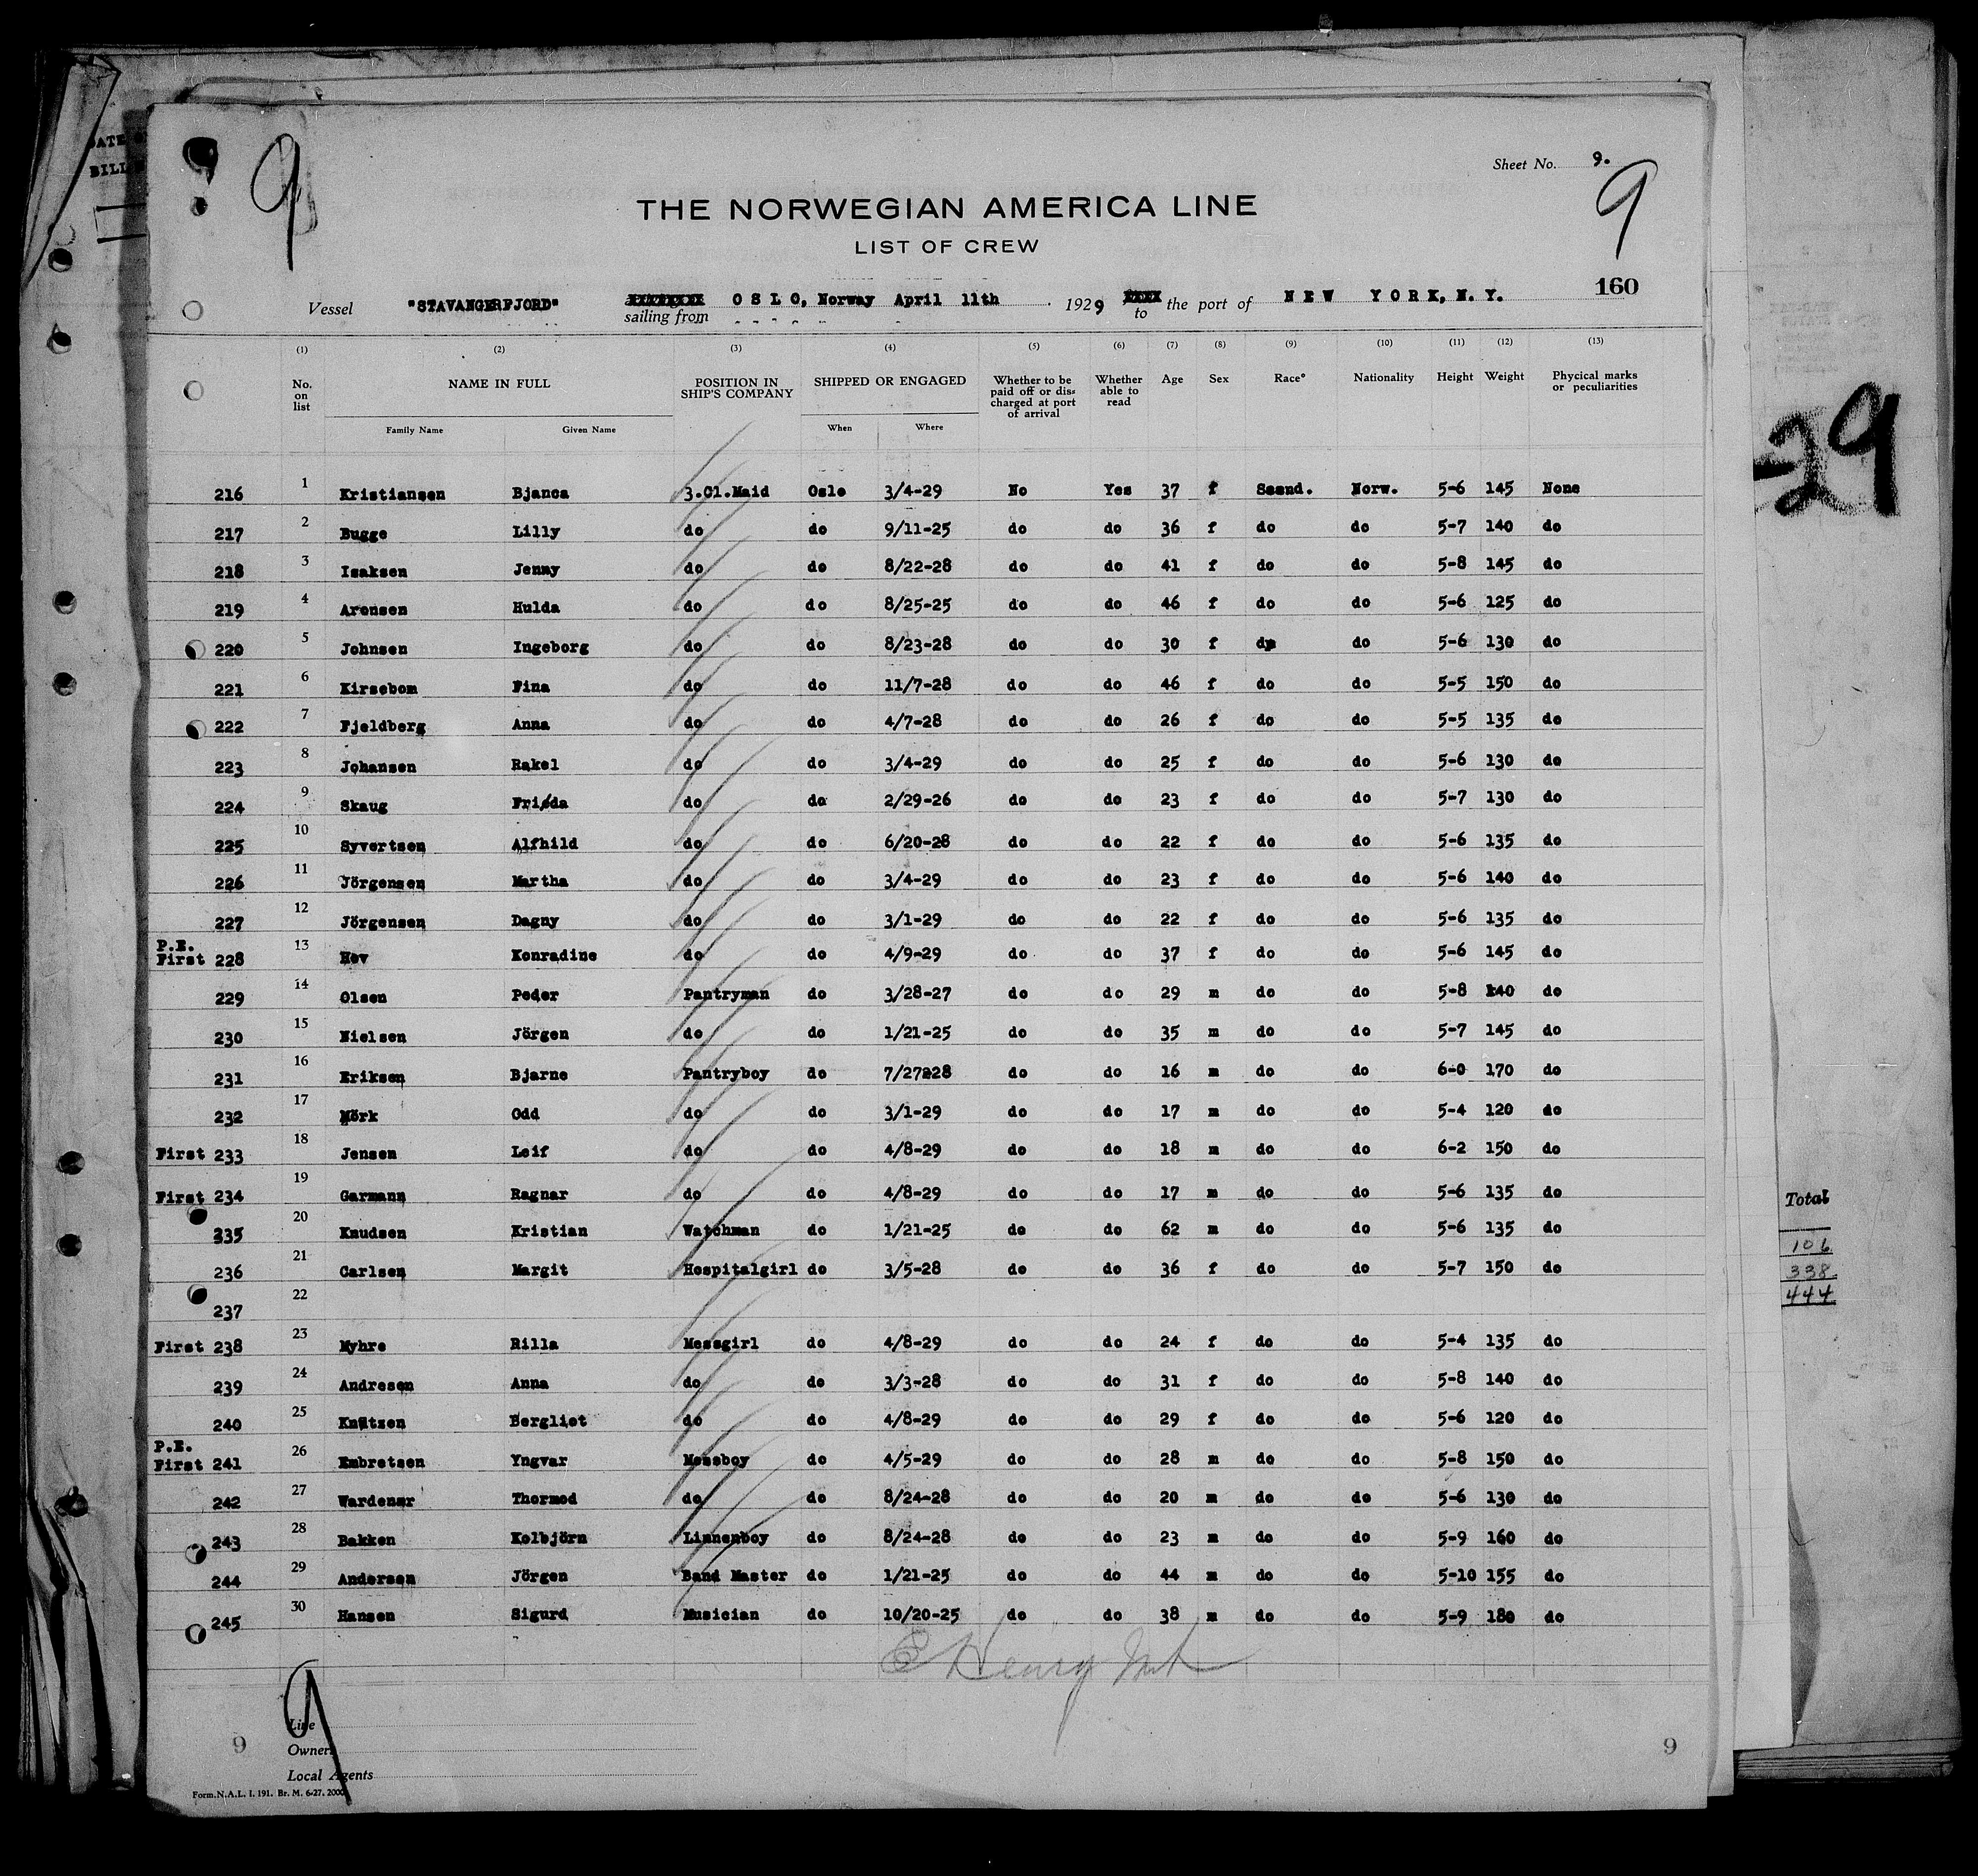 DATE
BILL
9
Sheet No. 9.
9
THE NORWEGIAN AMERICA LINE
LIST OF CREW
160
Vessel "STAVANGERFJORD" sailing from O S L O, Norway April 11th 1929 to the port of N E W Y O R K, N. Y.
(1) (2) (3) (4) (5) (6) (7) (8) (9) (10) (11) (12) (13)
No. on list NAME IN FULL POSITION IN SHIP'S COMPANY SHIPPED OR ENGAGED Whether to be paid off or discharged at port of arrival Whether able to read Age Sex Race* Nationality Height Weight Phycical marks or peculiarities
Family Name Given Name When Where
29
216 1 Kristiansen Bjanca 3.Cl.Maid Oslo 3/4-29 No Yes 37 f Scand. Norw. 5-6 145 None
217 2 Bugge Lilly do do 9/11-25 do do 36 f do do 5-7 140 do
218 3 Isaksen Jenny do do 8/22-28 do do 41 f do do 5-8 145 do
219 4 Aronsen Hulda do do 8/25-25 do do 46 f do do 5-6 125 do
220 5 Johnsen Ingeborg do do 8/23-28 do do 30 f do do 5-6 130 do
221 6 Kirsebom Fina do do 11/7-28 do do 46 f do do 5-5 150 do
222 7 Fjeldberg Anna do do 4/7-28 do do 26 f do do 5-5 135 do
223 8 Johansen Rakel do do 3/4-29 do do 25 f do do 5-6 130 do
224 9 Skaug Frida do do 2/29-26 do do 23 f do do 5-7 130 do
225 10 Syvertsen Alfhild do do 6/20-28 do do 22 f do do 5-6 135 do
226 11 Jörgensen Martha do do 3/4-29 do do 23 f do do 5-6 140 do
227 12 Jörgensen Dagny do do 3/1-29 do do 22 f do do 5-6 135 do
P.E.
First 228 13 Hov Konradine do do 4/9-29 do do 37 f do do 5-6 145 do
229 14 Olsen Peder Pantryman do 3/28-27 do do 29 m do do 5-8 140 do
230 15 Nielsen Jörgen do do 1/21-25 do do 35 m do do 5-7 145 do
231 16 Eriksen Bjarne Pantryboy do 7/27-28 do do 16 m do do 6-0 170 do
232 17 Mörk Odd do do 3/1-29 do do 17 m do do 5-4 120 do
First 233 18 Jensen Leif do do 4/8-29 do do 18 m do do 6-2 150 do
First 234 19 Garmann Ragnar do do 4/8-29 do do 17 m do do 5-6 135 do
235 20 Knudsen Kristian Watchman do 1/21-25 do do 62 m do do 5-6 135 do
236 21 Carlsen Margit Hospitalgirl do 3/5-28 do do 36 f do do 5-7 150 do
237 22
First 238 23 Myhre Rilla Messgirl do 4/8-29 do do 24 f do do 5-4 135 do
239 24 Andresen Anna do do 3/3-28 do do 31 f do do 5-8 140 do
240 25 Knutsen Bergliot do do 4/8-29 do do 29 f do do 5-6 120 do
P.E.
First 241 26 Embretsen Yngvar Messboy do 4/5-29 do do 28 m do do 5-8 150 do
242 27 Wardenær Thormod do do 8/24-28 do do 20 m do do 5-6 130 do
243 28 Bakken Kolbjörn Linnenboy do 8/24-28 do do 23 m do do 5-9 160 do
244 29 Andersen Jörgen Band Master do 1/21-25 do do 44 m do do 5-10 155 do
245 30 Hansen Sigurd Musician do 10/20-25 do do 38 m do do 5-9 180 do
Total
106
338
444
E Henry
9
Line
Owners
Local Agents
9
9
Form. N.A.L. I. 191. Br. M. 6-27. 2000